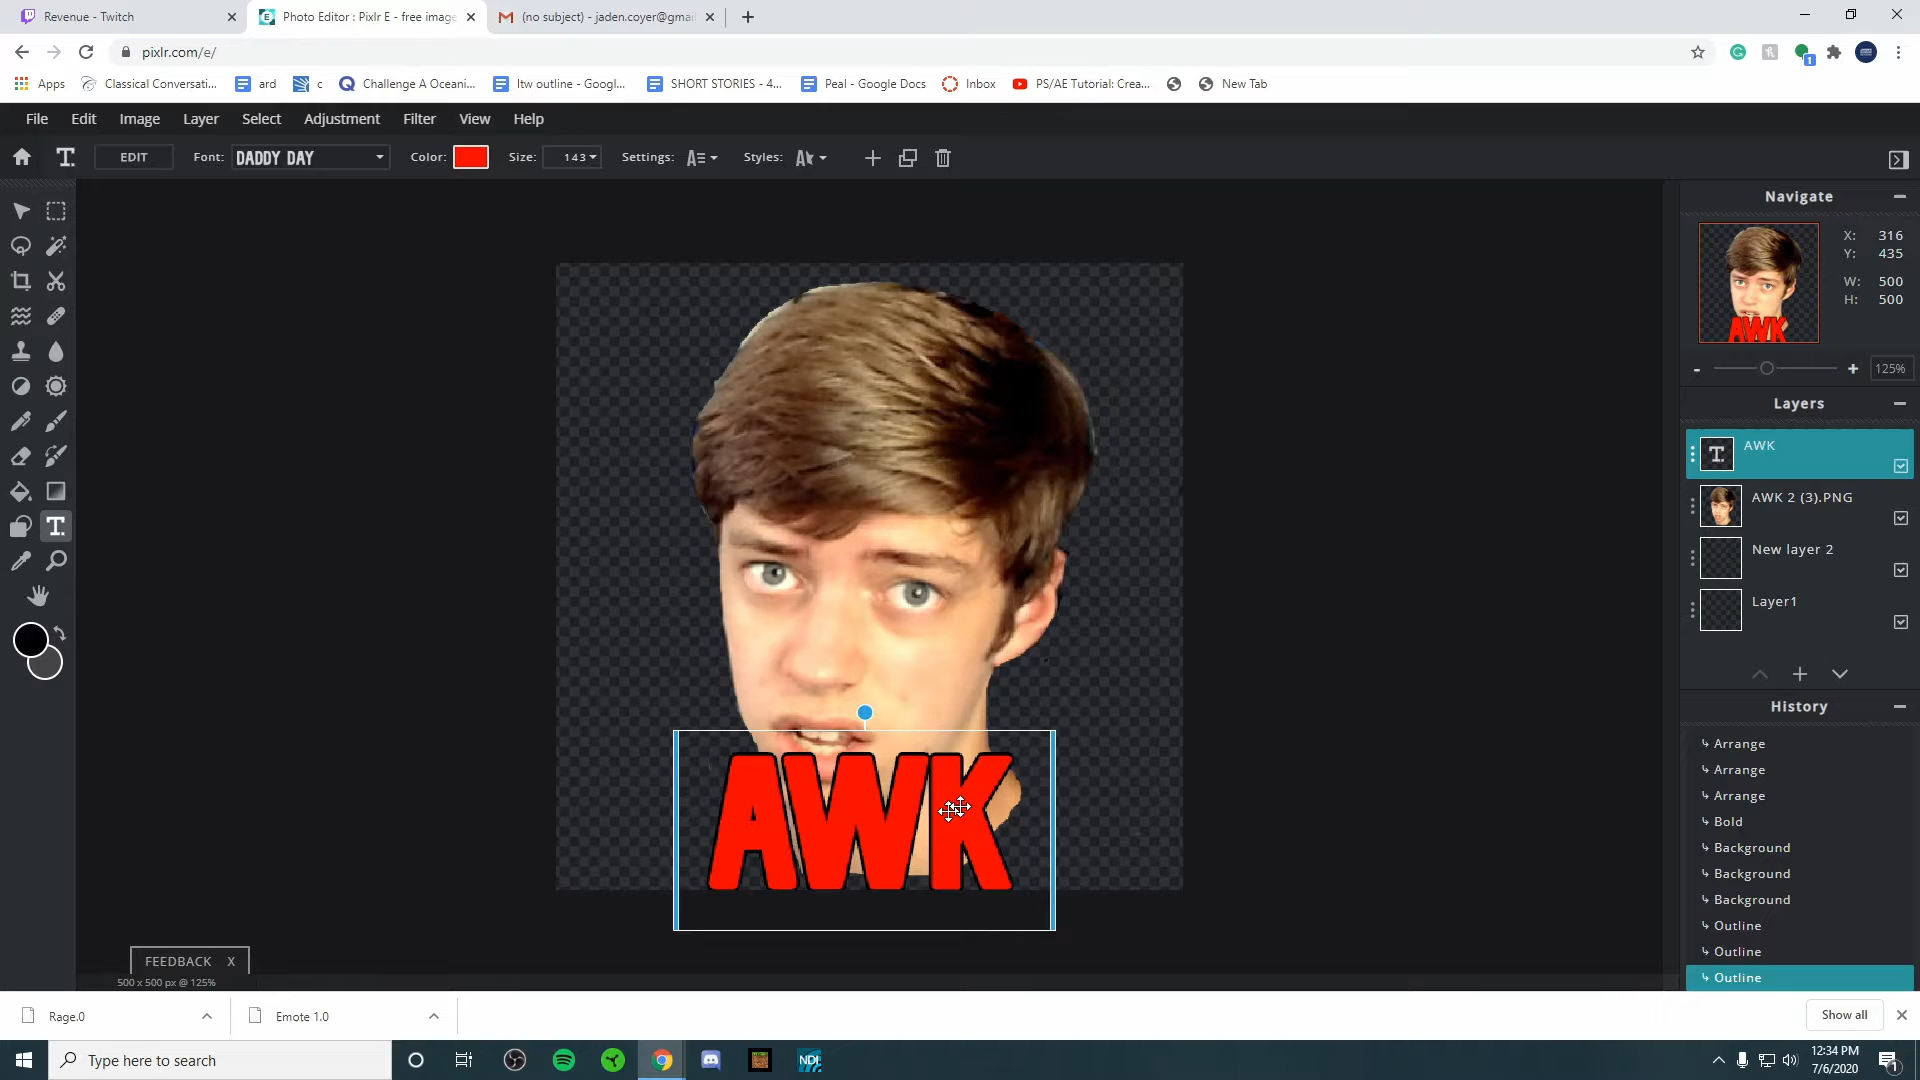 Revenue - Twitch
Photo Editor : Pixlr E - free image
(no subject) - jaden.coyer@gmai
pixlr.com/e/
1
Apps
Classical Conversati...
ard
c
Challenge A Oceani...
ltw outline - Googl...
SHORT STORIES - 4...
Peal - Google Docs
Inbox
PS/AE Tutorial: Crea...
New Tab
File
Edit
Image
Layer
Select
Adjustment
Filter
View
Help
T.
EDIT
Font:
DADDY DAY
Color:
Size:
143
Settings:
Styles:
Navigate
X: 316
Y: 435
W: 500
H: 500
AWK
- + 125%
Layers
T. AWK
AWK 2 (3).PNG
New layer 2
Layer1
History
Arrange
Arrange
Arrange
Bold
Background
Background
Background
Outline
Outline
Outline
T.
AWK
FEEDBACK X
500 x 500 px @ 125%
Rage.0
Emote 1.0
Show all
Type here to search
NDI
12:34 PM
7/6/2020
1